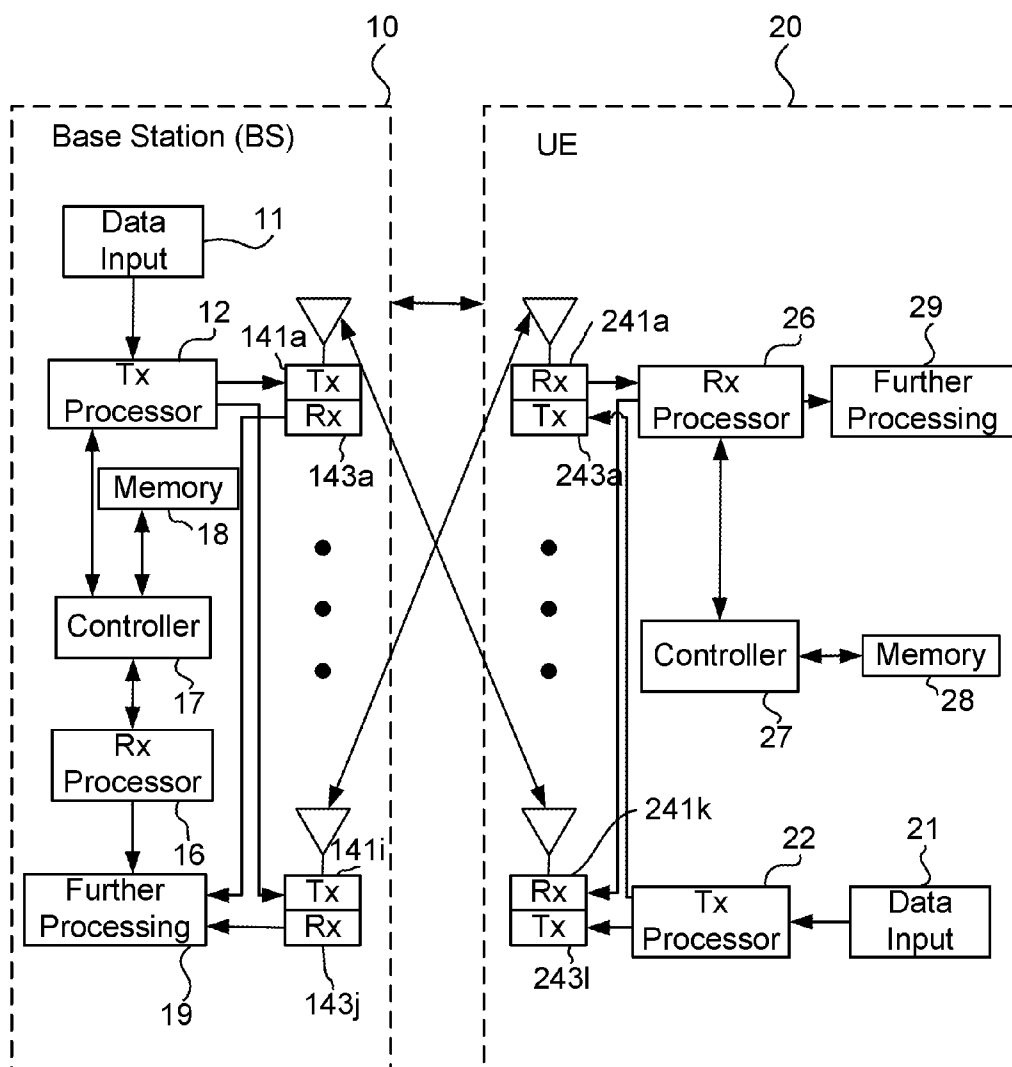 10
20
Base Station (BS)
UE
Data
Input
11
12
141a
Tx
Processor
Tx
Rx
143a
241a
Rx
Tx
243a
26
Rx
Processor
29
Further
Processing
Memory
18
Controller
17
Controller
27
Memory
28
Rx
Processor
16
Further
Processing
19
141i
Tx
Rx
143j
241k
Rx
Tx
243l
22
Tx
Processor
21
Data
Input